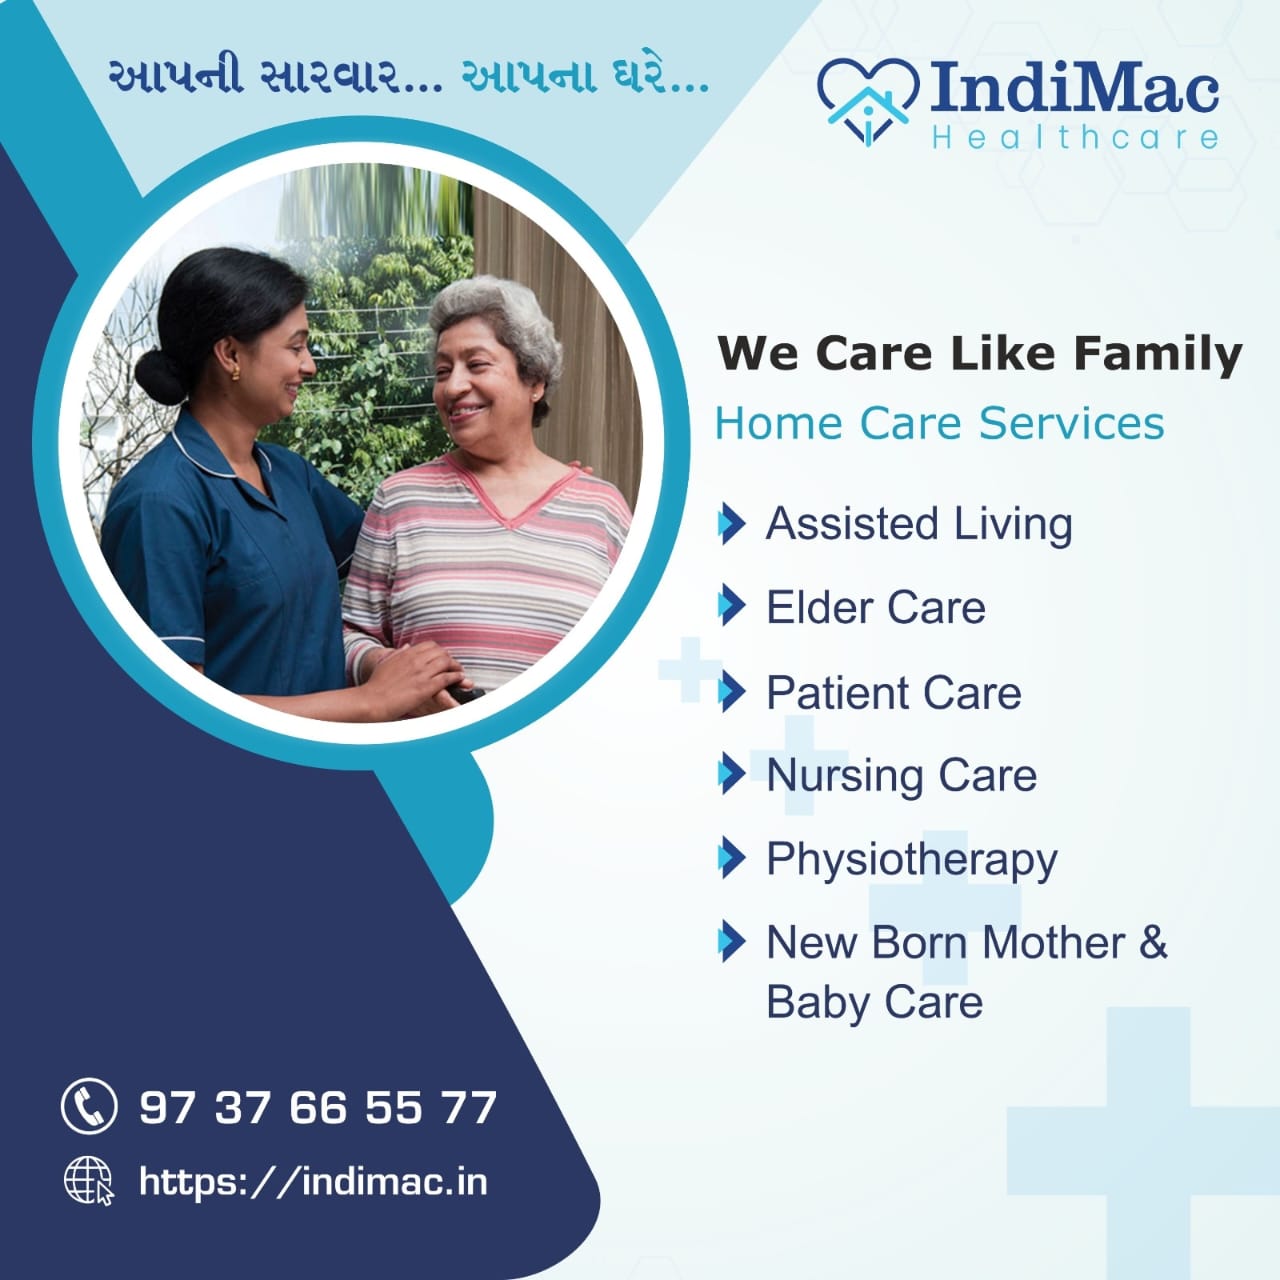 આપની સારવાર... આપના ઘરે...
IndiMac
Healthcare
We Care Like Family
Home Care Services
Assisted Living
Elder Care
Patient Care
Nursing Care
Physiotherapy
New Born Mother &
Baby Care
97 37 66 55 77
https://indimac.in